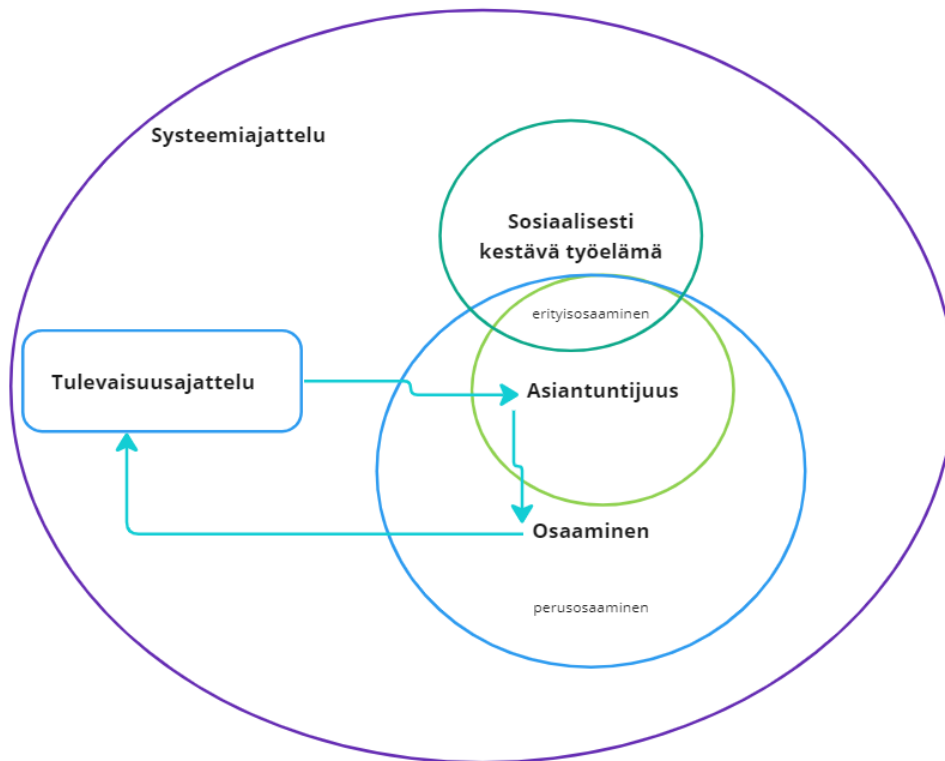 Systeemiajattelu
Sosiaalisesti
kestävä työelämä
erityisosaaminen
Tulevaisuusajattelu
Asiantuntijuus
Osaaminen
perusosaaminen